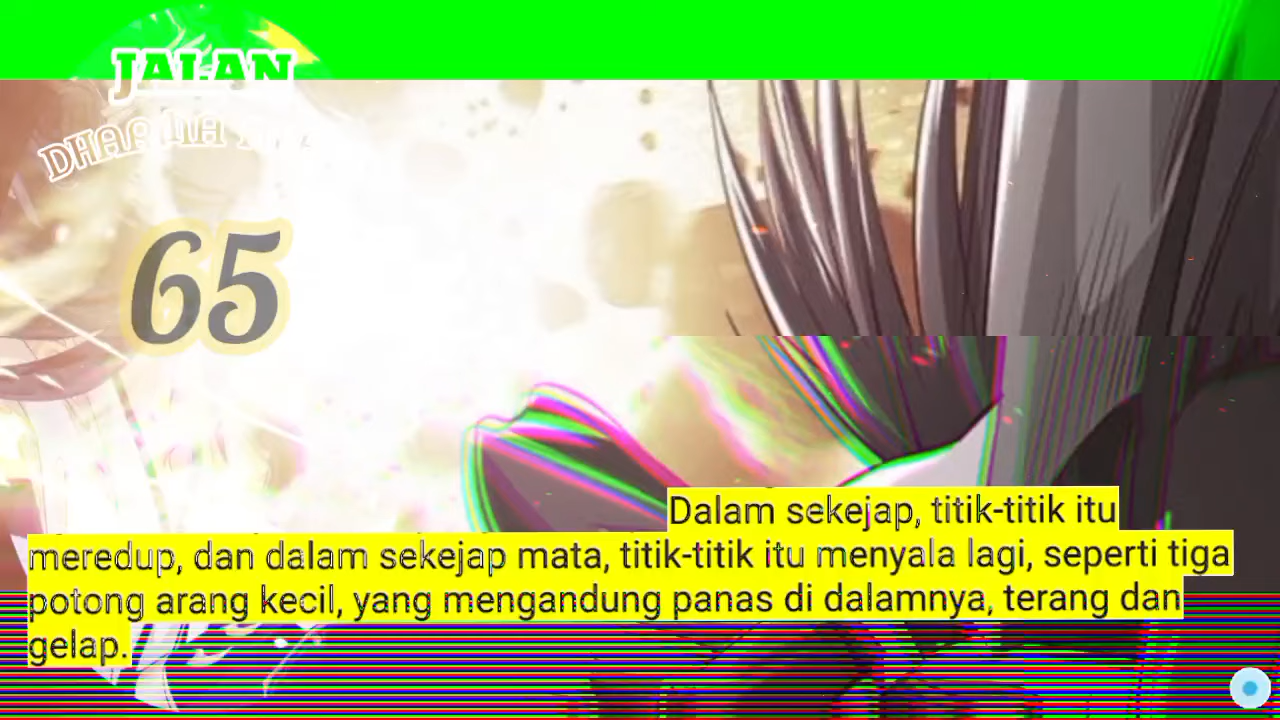 JALAN
65
Dalam sekejap, titik-titik itu
meredup, dan dalam sekejap mata, titik-titik itu menyala lagi, seperti tiga
potong arang kecil, yang mengandung panas di dalamnya, terang dan
gelap.